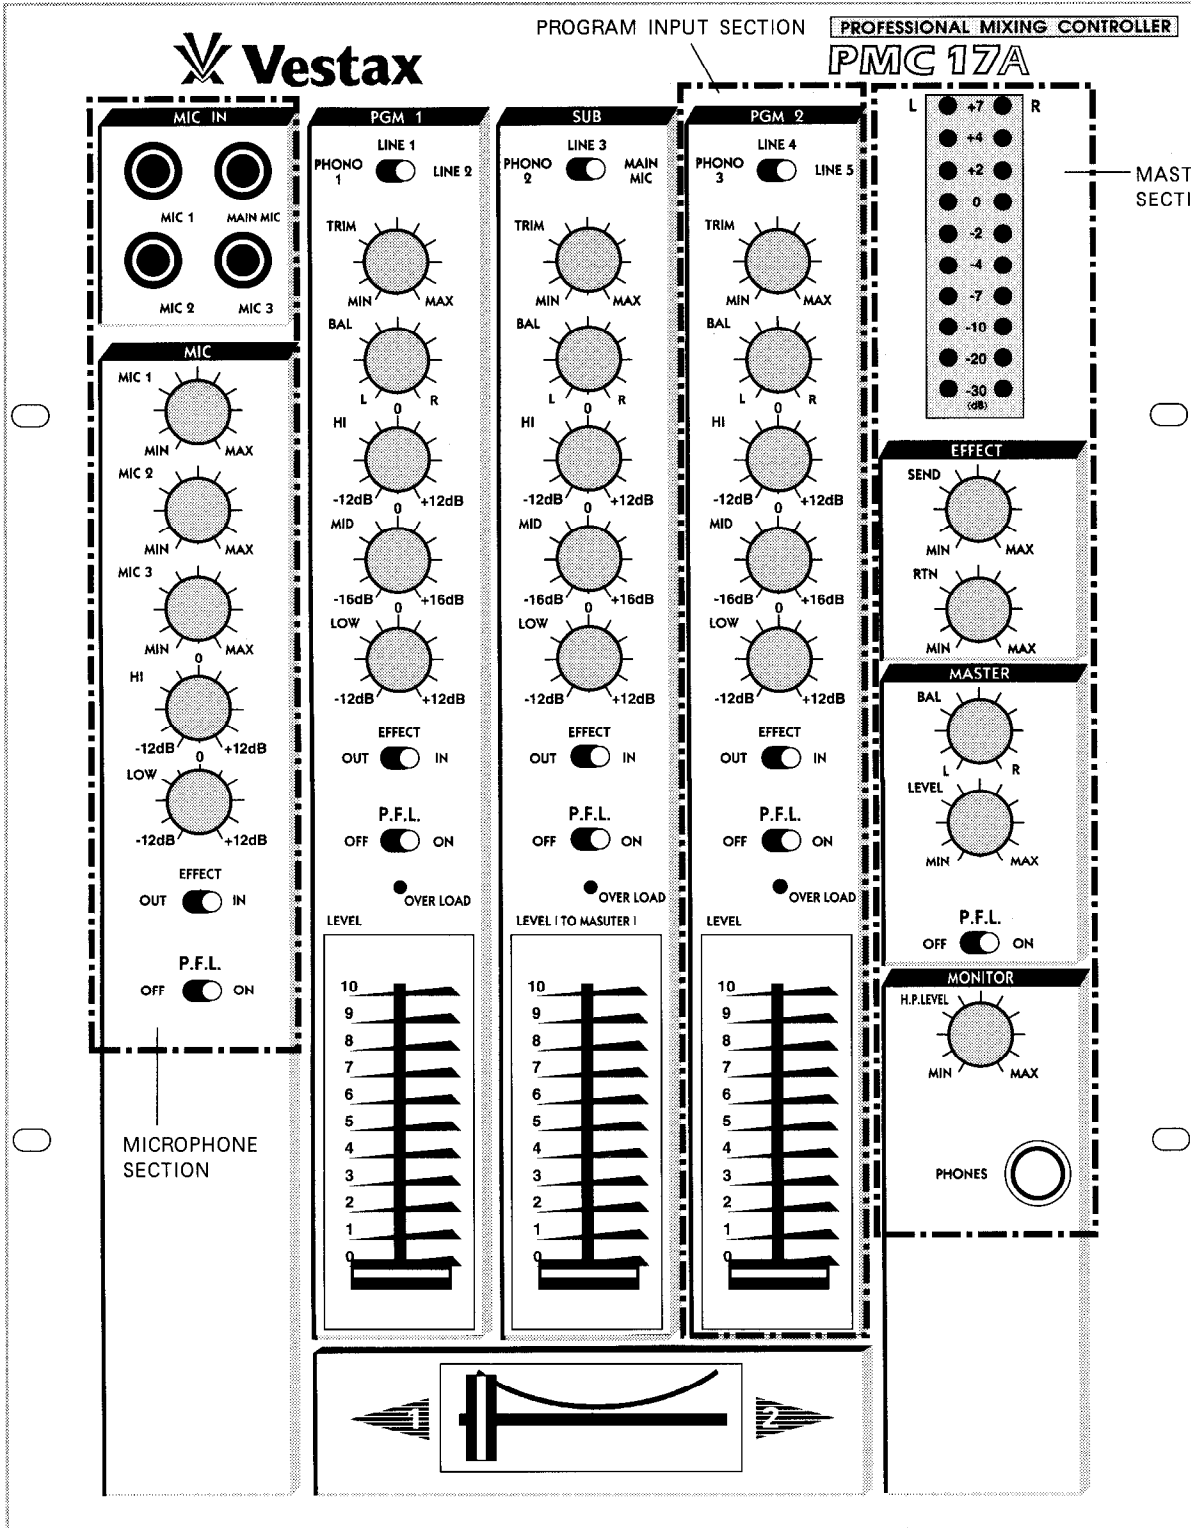 PROGRAM INPUT SECTION
PROFESSIONAL MIXING CONTROLLER
PMC 17A
Vestax
MIC IN
MIC 1
MAIN MIC
MIC 2
MIC 3
MIC
MIC 1
MIN MAX
MIC 2
MIN MAX
MIC 3
MIN MAX
HI
0
-12dB +12dB
LOW
0
-12dB +12dB
EFFECT
OUT IN
P.F.L.
OFF ON
MICROPHONE
SECTION
PGM 1
LINE 1
PHONO
1
LINE 2
TRIM
MIN MAX
BAL
L R
HI
0
-12dB +12dB
MID
0
-16dB +16dB
LOW
0
-12dB +12dB
EFFECT
OUT IN
P.F.L.
OFF ON
OVER LOAD
LEVEL
10
9
8
7
6
5
4
3
2
1
0
SUB
LINE 3
PHONO
2
MAIN
MIC
TRIM
MIN MAX
BAL
L R
HI
0
-12dB +12dB
MID
0
-16dB +16dB
LOW
0
-12dB +12dB
EFFECT
OUT IN
P.F.L.
OFF ON
OVER LOAD
LEVEL ( TO MASUTER )
10
9
8
7
6
5
4
3
2
1
0
PGM 2
LINE 4
PHONO
3
LINE 5
TRIM
MIN MAX
BAL
L R
HI
0
-12dB +12dB
MID
0
-16dB +16dB
LOW
0
-12dB +12dB
EFFECT
OUT IN
P.F.L.
OFF ON
OVER LOAD
LEVEL
10
9
8
7
6
5
4
3
2
1
0
L +7 R
+4
+2
0
-2
-4
-7
-10
-20
-30
(dB)
MAST
SECTI
EFFECT
SEND
MIN MAX
RTN
MIN MAX
MASTER
BAL
L R
LEVEL
MIN MAX
P.F.L.
OFF ON
MONITOR
H.P.LEVEL
MIN MAX
PHONES
1 2